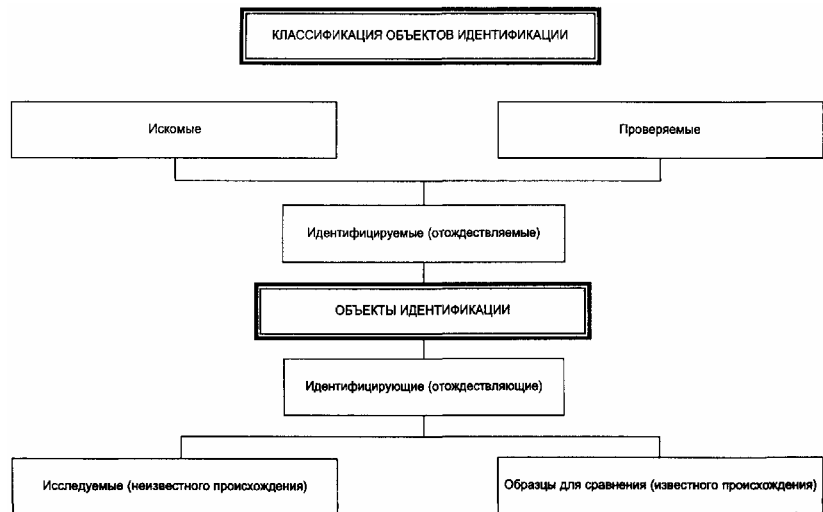 КЛАССИФИКАЦИЯ ОБЪЕКТОВ ИДЕНТИФИКАЦИИ
Искомые
Проверяемые
Идентифицируемые (отождествляемые)
ОБЪЕКТЫ ИДЕНТИФИКАЦИИ
Идентифицирующие (отождествляющие)
Исследуемые (неизвестного происхождения)
Образцы для сравнения (известного происхождения)